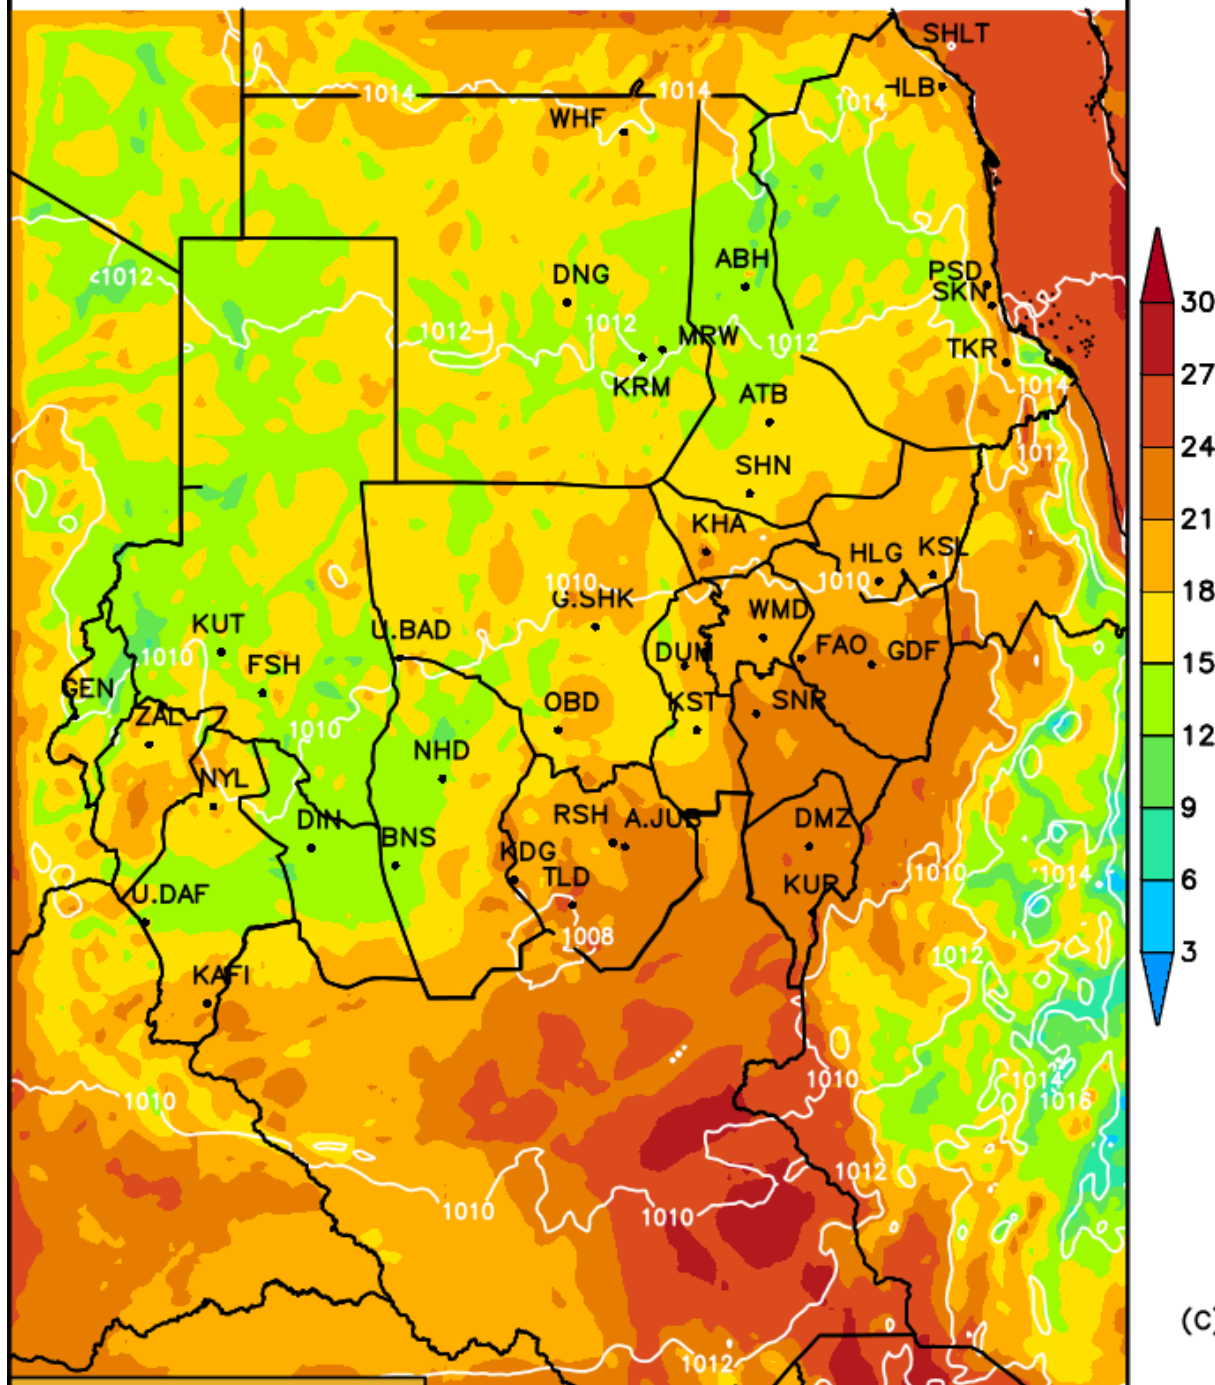 SHLT
HLB
1014
1014
1014
WHF
ABH
PSD
DNG
1012
SKN
30
1012
1012
MRW
1012
TKR
27
KRM
ATB
1014
24
1012
SHN
KHA
21
HLG
KSL
1010
1010
18
G.SHK
WMD
KUT
U.BAD
FAO
GDF
DUM
15
1010
FSH
GEN
SNR
OBD
KST
ZAL
1010
12
NHD
NYL
9
RSH
A.JUB
DMZ
DIN
BNS
KDG
1010
1014
TLD
KUR
6
U.DAF
1008
1012
3
KAFI
1010
1014
1010
1016
1012
1010
1010
(C)
1012